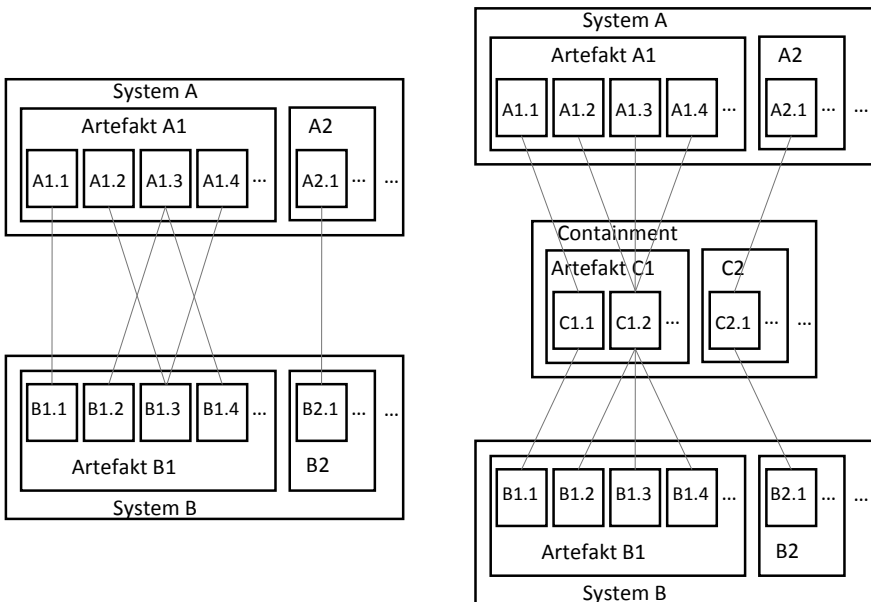 System A
Artefakt A1
A2
A1.1 A1.2 A1.3 A1.4 ...
A2.1 ... ...
B1.1 B1.2 B1.3 B1.4 ...
B2.1 ... ...
Artefakt B1
B2
System B
System A
Artefakt A1
A2
A1.1 A1.2 A1.3 A1.4 ...
A2.1 ... ...
Containment
Artefakt C1
C2
C1.1 C1.2 ...
C2.1 ... ...
B1.1 B1.2 B1.3 B1.4 ...
B2.1 ... ...
Artefakt B1
B2
System B